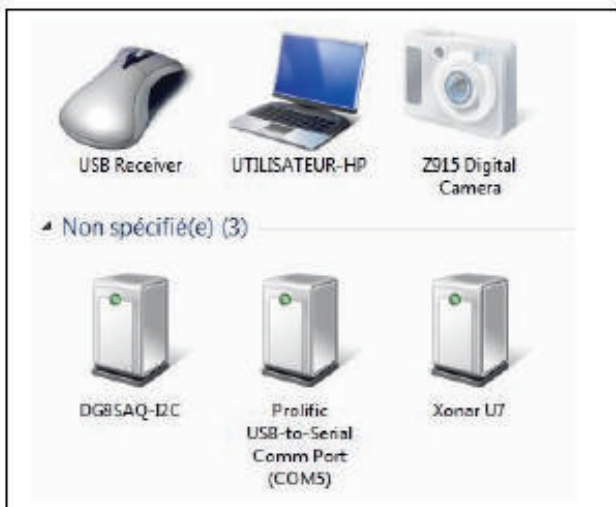 USB Receiver
UTILISATEUR-HP
Z915 Digital
Camera
Non spécifié(e) (3)
DG8SAQ-I2C
Prolific
USB-to-Serial
Comm Port
(COM5)
Xonar U7